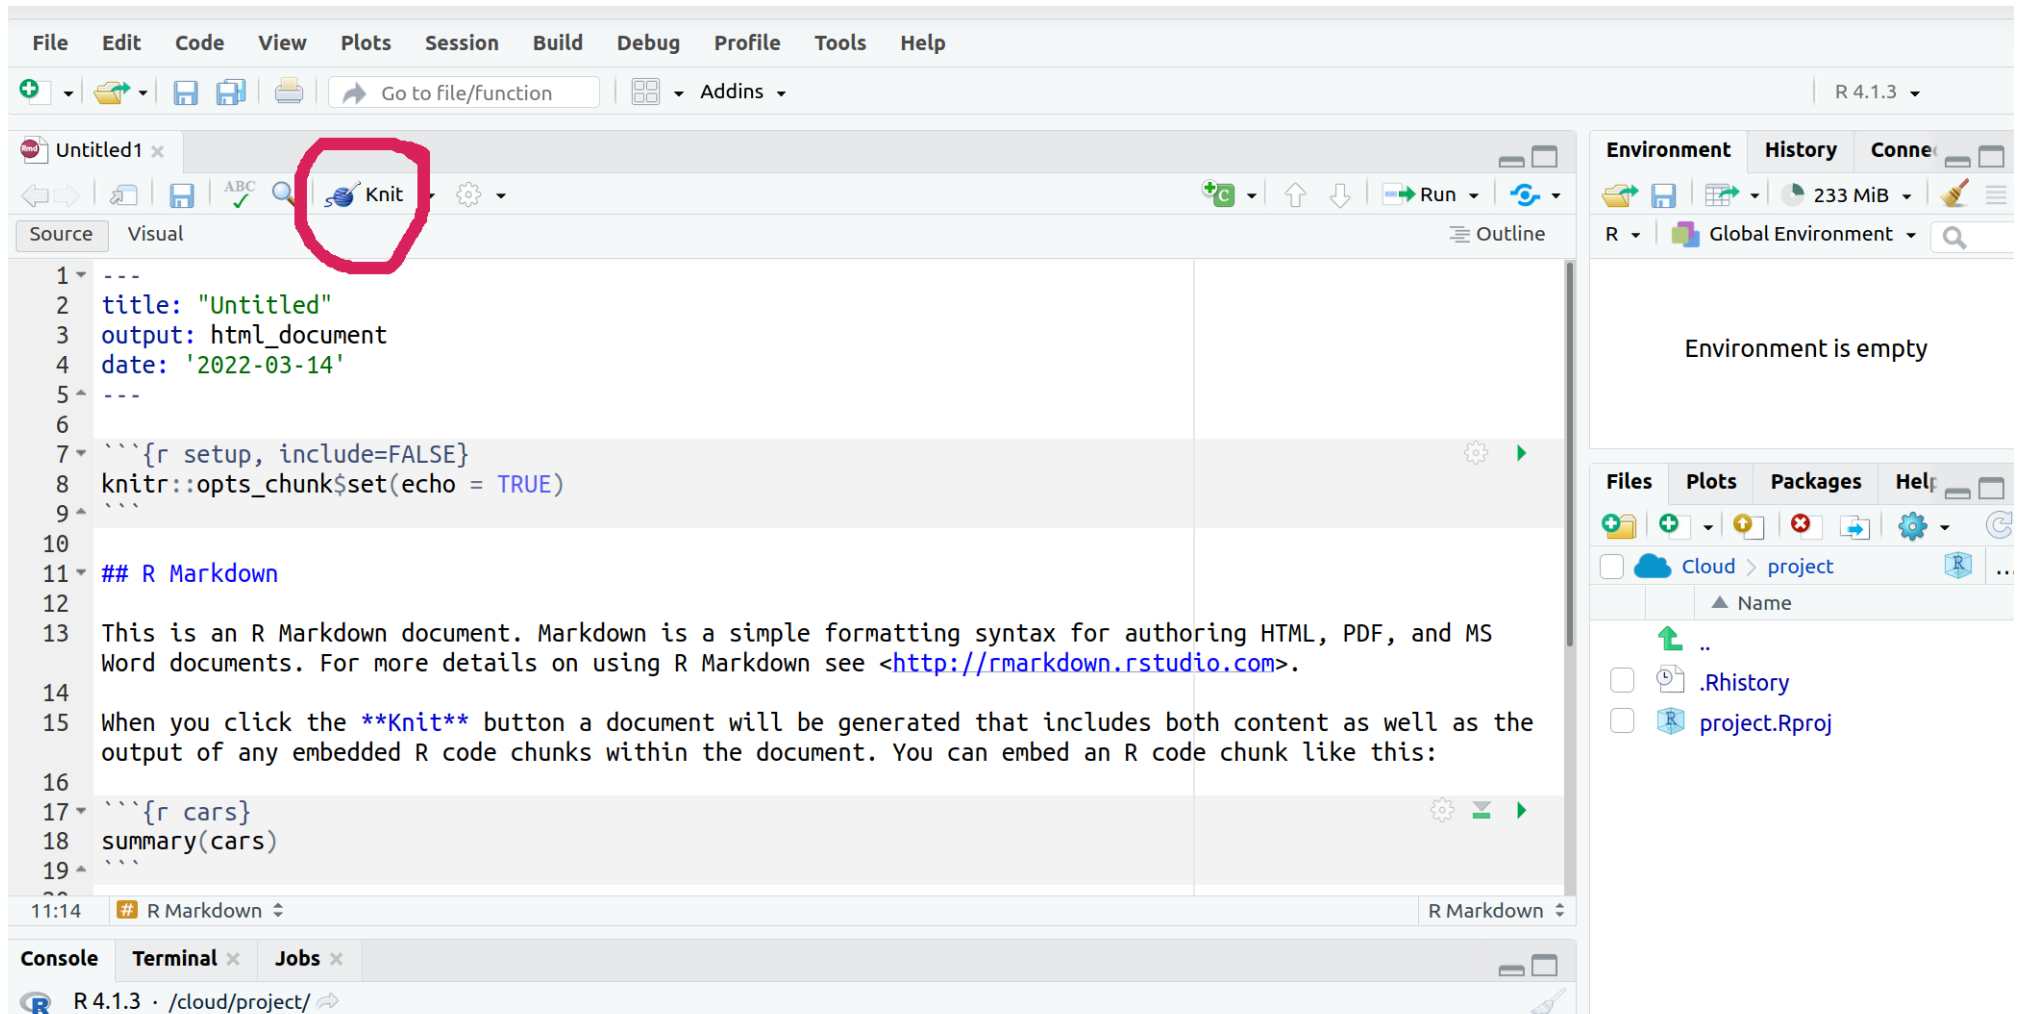 File Edit Code View Plots Session Build Debug Profile Tools Help
Go to file/function Addins R 4.1.3
Rmd Untitled1
ABC Knit C Run
Source Visual Outline
1 ---
2 title: "Untitled"
3 output: html_document
4 date: '2022-03-14'
5 ---
6
7 ```{r setup, include=FALSE}
8 knitr::opts_chunk$set(echo = TRUE)
9 ```
10
11 ## R Markdown
12
13 This is an R Markdown document. Markdown is a simple formatting syntax for authoring HTML, PDF, and MS
Word documents. For more details on using R Markdown see <http://rmarkdown.rstudio.com>.
14
15 When you click the **Knit** button a document will be generated that includes both content as well as the
output of any embedded R code chunks within the document. You can embed an R code chunk like this:
16
17 ```{r cars}
18 summary(cars)
19 ```
11:14 # R Markdown R Markdown
Console Terminal Jobs
R R 4.1.3 · /cloud/project/
Environment History
233 MiB
R Global Environment
Environment is empty
Files Plots Packages Help
Cloud > project R ...
Name
..
.Rhistory
R project.Rproj